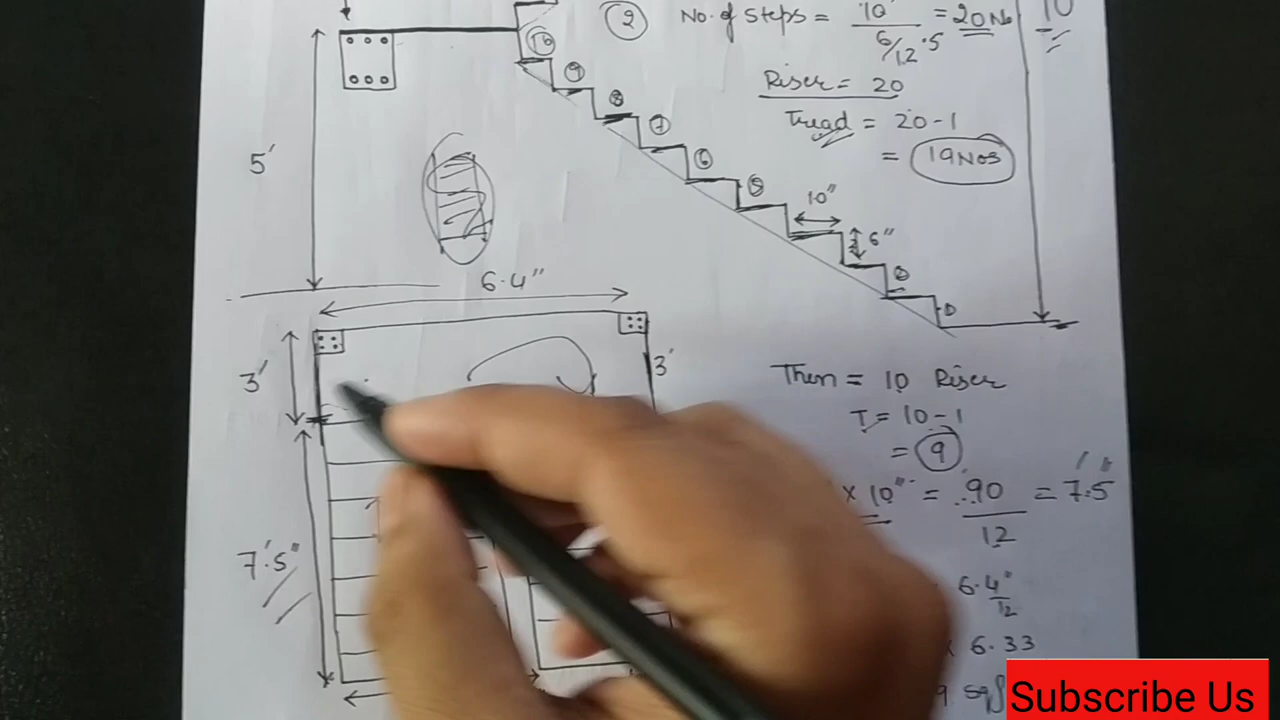 2 No. of Steps = 10' = 20 No
6/12 .5
10
Riser = 20
Tread = 20-1
= 19 Nos
10 9 8 7 6 5
10"
6"
5'
6.4"
3'
3'
7'.5"
Then = 10 Riser
T = 10-1
= 9
x 10" = 90 = 7.5
12
6.4"
12
x 6.33
Subscribe Us